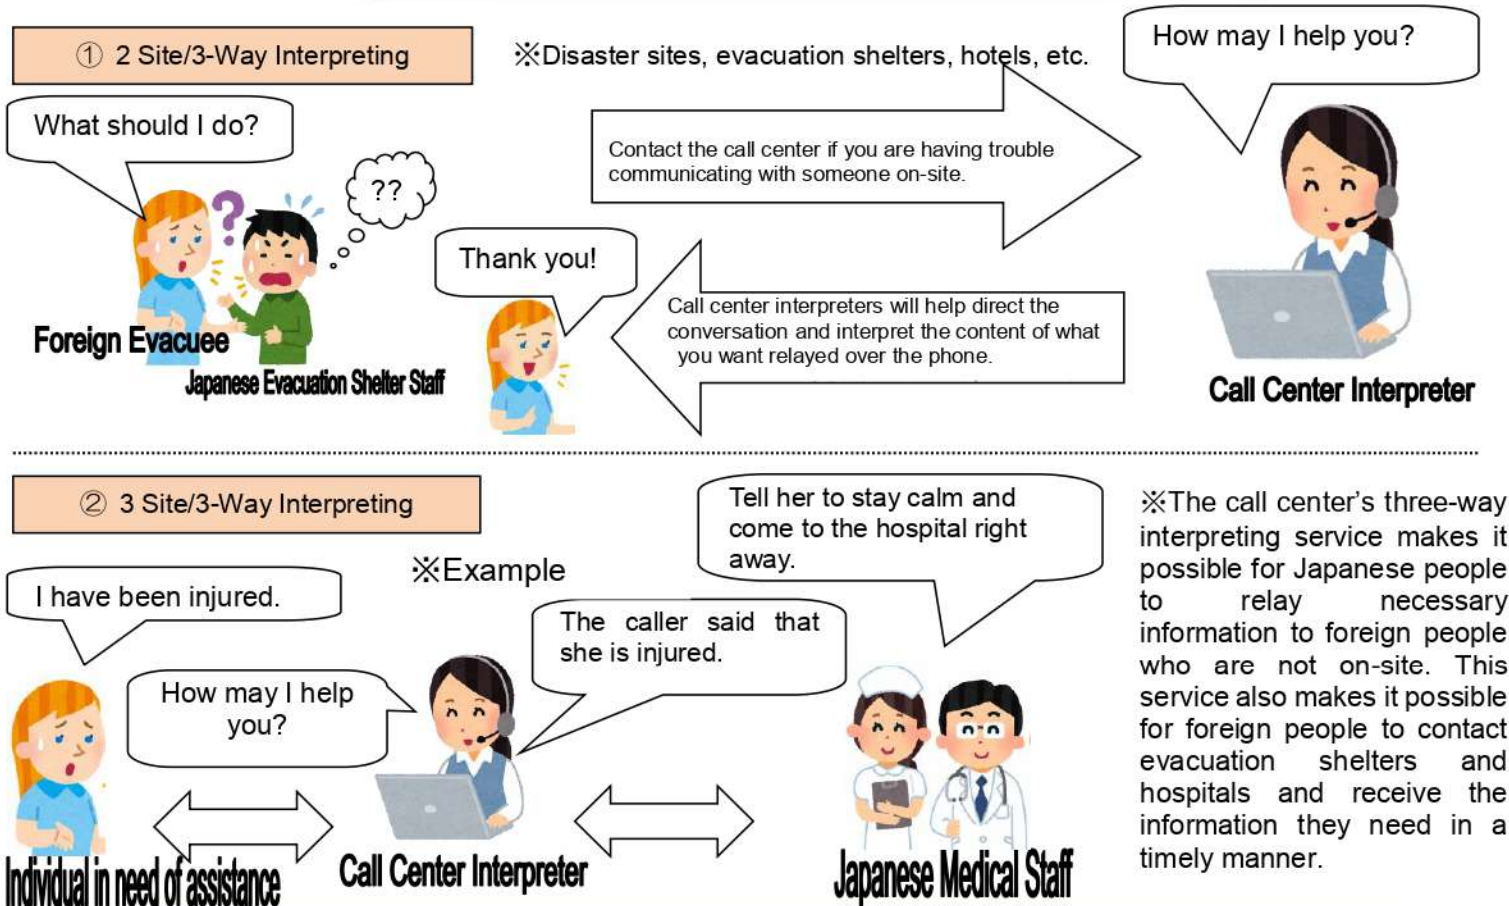 ① 2 Site/3-Way Interpreting
※Disaster sites, evacuation shelters, hotels, etc.
How may I help you?
What should I do?
??
Contact the call center if you are having trouble
communicating with someone on-site.
Thank you!
Call center interpreters will help direct the
conversation and interpret the content of what
you want relayed over the phone.
Foreign Evacuee
Japanese Evacuation Shelter Staff
Call Center Interpreter
② 3 Site/3-Way Interpreting
※Example
I have been injured.
How may I help
you?
The caller said that
she is injured.
Tell her to stay calm and
come to the hospital right
away.
Individual in need of assistance
Call Center Interpreter
Japanese Medical Staff
※The call center’s three-way
interpreting service makes it
possible for Japanese people
to relay necessary
information to foreign people
who are not on-site. This
service also makes it possible
for foreign people to contact
evacuation shelters and
hospitals and receive the
information they need in a
timely manner.